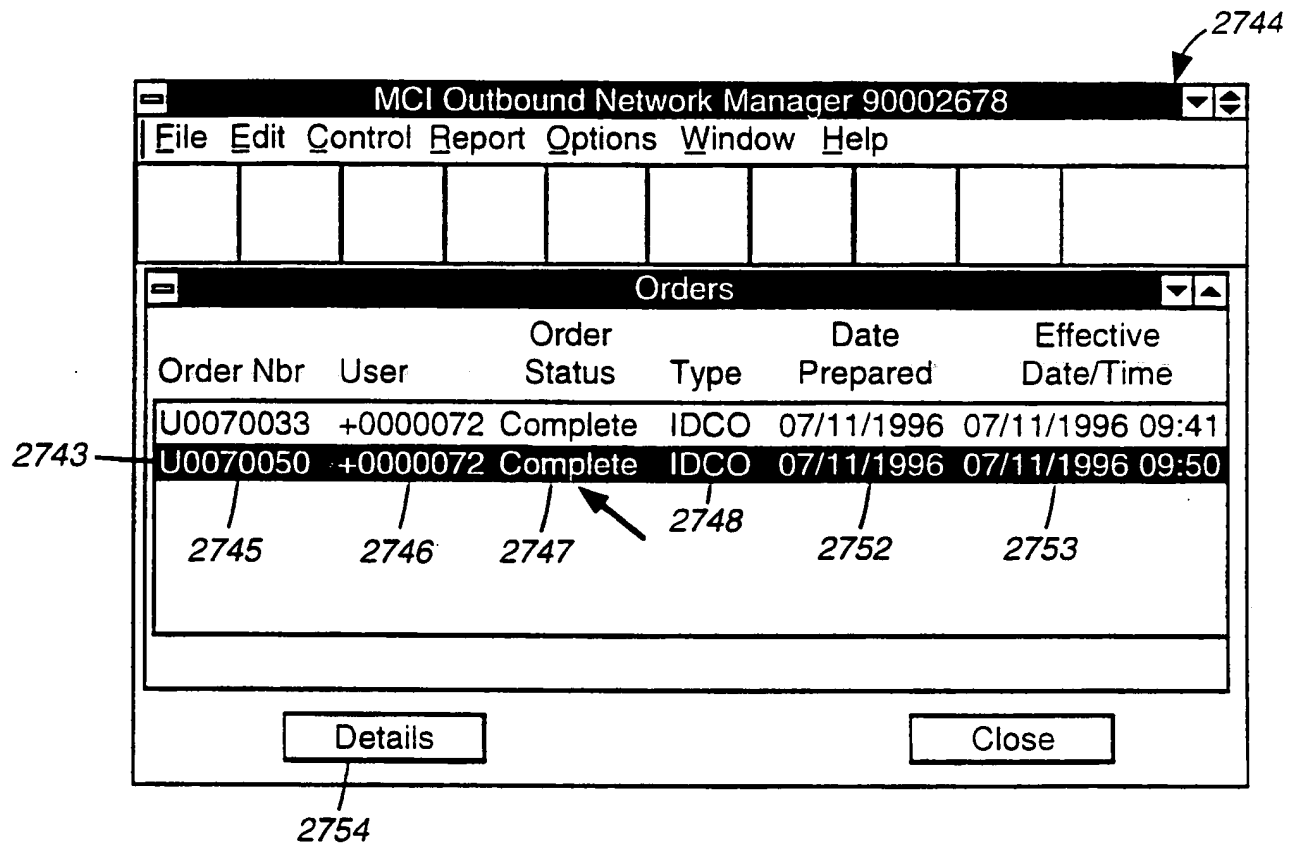 2744
MCI Outbound Network Manager 90002678
File Edit Control Report Options Window Help
Orders
Order Date Effective
Order Nbr User Status Type Prepared Date/Time
U0070033 +0000072 Complete IDCO 07/11/1996 07/11/1996 09:41
2743 U0070050 +0000072 Complete IDCO 07/11/1996 07/11/1996 09:50
2745 2746 2747 2748 2752 2753
Details Close
2754